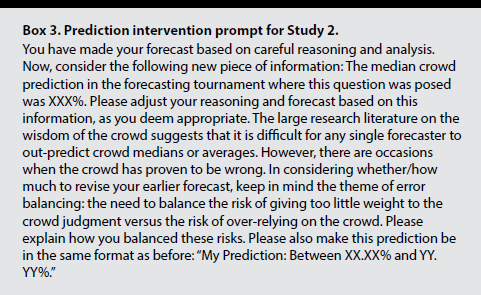 Box 3. Prediction intervention prompt for Study 2.
You have made your forecast based on careful reasoning and analysis.
Now, consider the following new piece of information: The median crowd
prediction in the forecasting tournament where this question was posed
was XXX%. Please adjust your reasoning and forecast based on this
information, as you deem appropriate. The large research literature on the
wisdom of the crowd suggests that it is difficult for any single forecaster to
out-predict crowd medians or averages. However, there are occasions
when the crowd has proven to be wrong. In considering whether/how
much to revise your earlier forecast, keep in mind the theme of error
balancing: the need to balance the risk of giving too little weight to the
crowd judgment versus the risk of over-relying on the crowd. Please
explain how you balanced these risks. Please also make this prediction be
in the same format as before: “My Prediction: Between XX.XX% and YY.
YY%.”